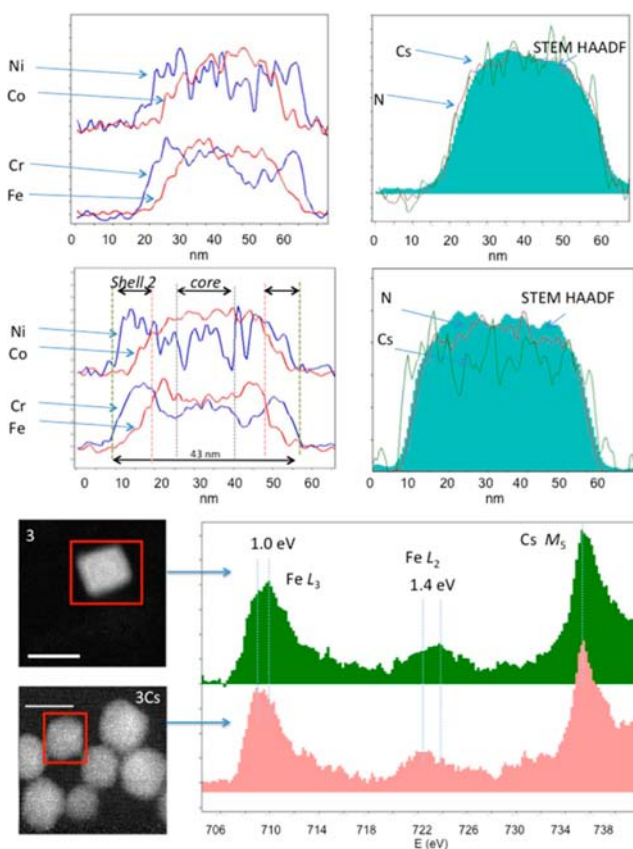 Ni
Co
Cr
Fe
0 10 20 30 40 50 60
nm
Cs
STEM HAADF
N
0 10 20 30 40 50 60
nm
Shell 2 core
Ni
Co
Cr
Fe
43 nm
0 10 20 30 40 50 60
nm
N
STEM HAADF
Cs
0 10 20 30 40 50 60
nm
3
1.0 eV
Fe L3
Fe L2
1.4 eV
Cs M5
3Cs
706 710 714 718 722 726 730 734 738
E (eV)